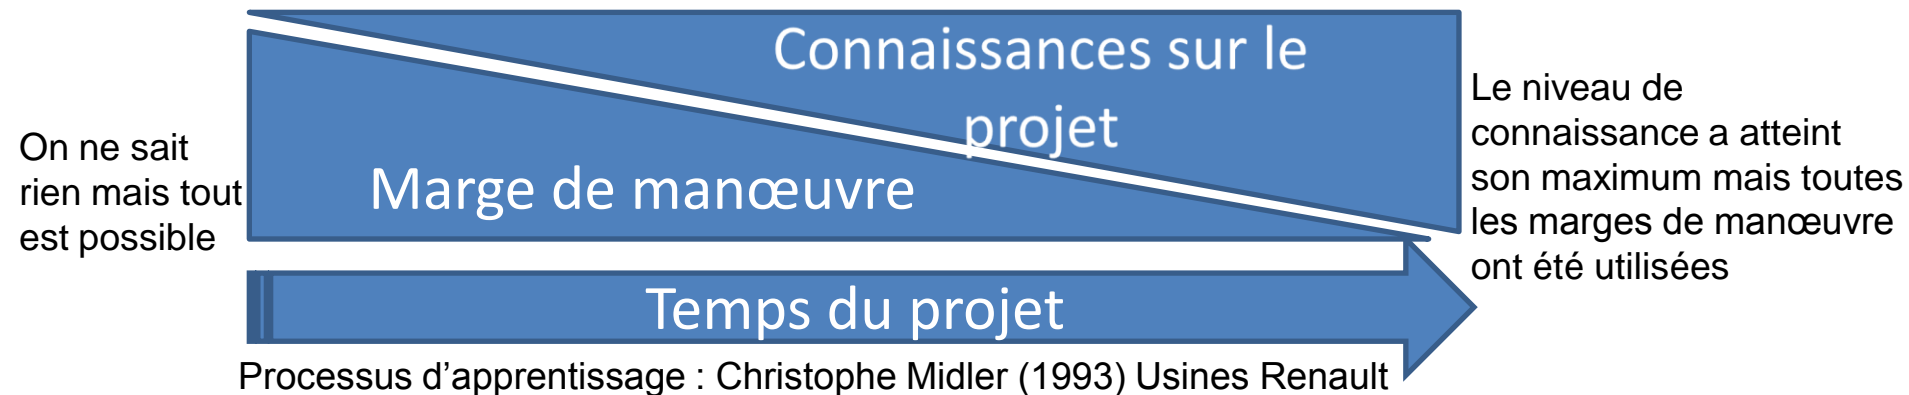 Connaissances sur le
projet
Marge de manœuvre
On ne sait
rien mais tout
est possible
Le niveau de
connaissance a atteint
son maximum mais toutes
les marges de manœuvre
ont été utilisées
Temps du projet
Processus d’apprentissage : Christophe Midler (1993) Usines Renault